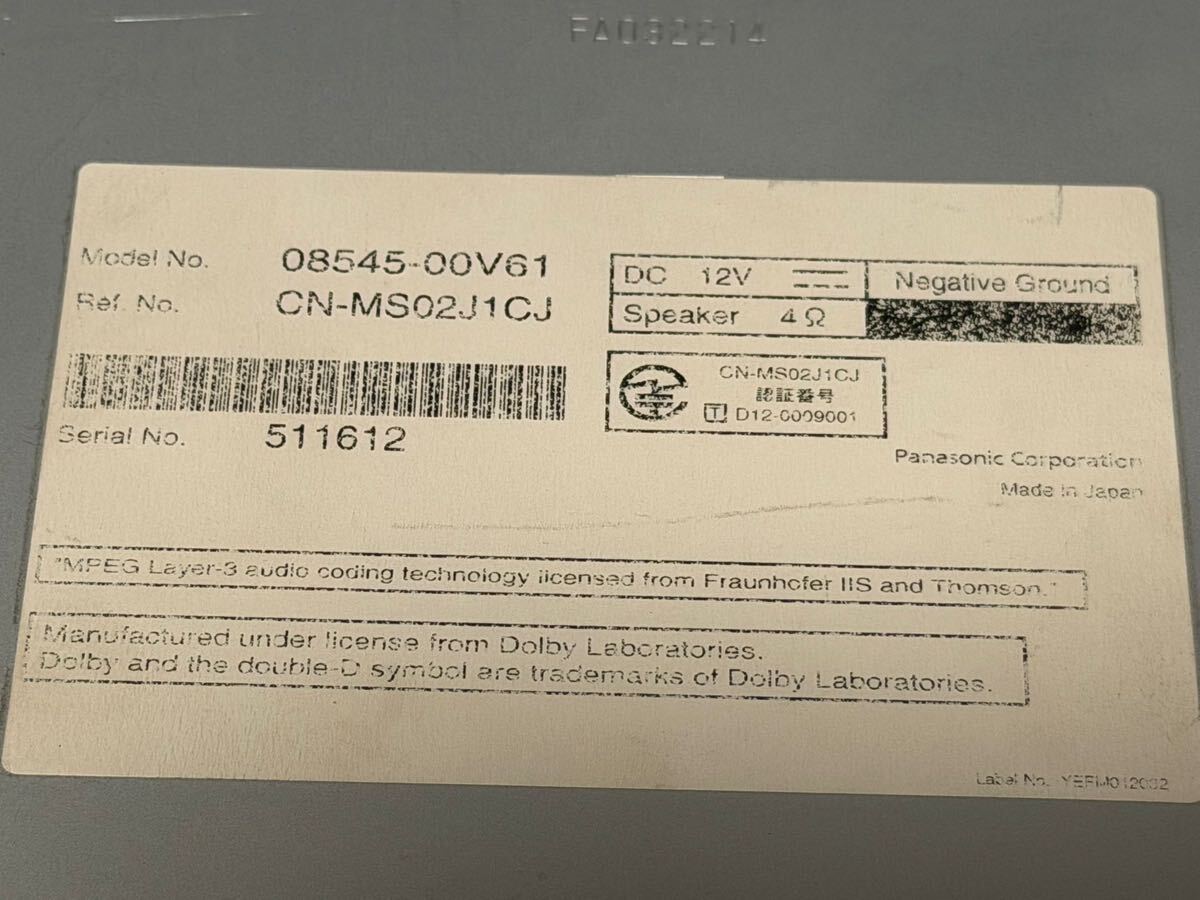 FA032214
Model No. 08545-00V61
Ref. No. CN-MS02J1CJ
DC 12V Negative Ground
Speaker 4Ω
CN-MS02J1CJ
認証番号
T D12-0009001
Serial No. 511612
Panasonic Corporation
Made in Japan
"MPEG Layer-3 audio coding technology licensed from Fraunhofer IIS and Thomson."
Manufactured under license from Dolby Laboratories.
Dolby and the double-D symbol are trademarks of Dolby Laboratories.
Label No.